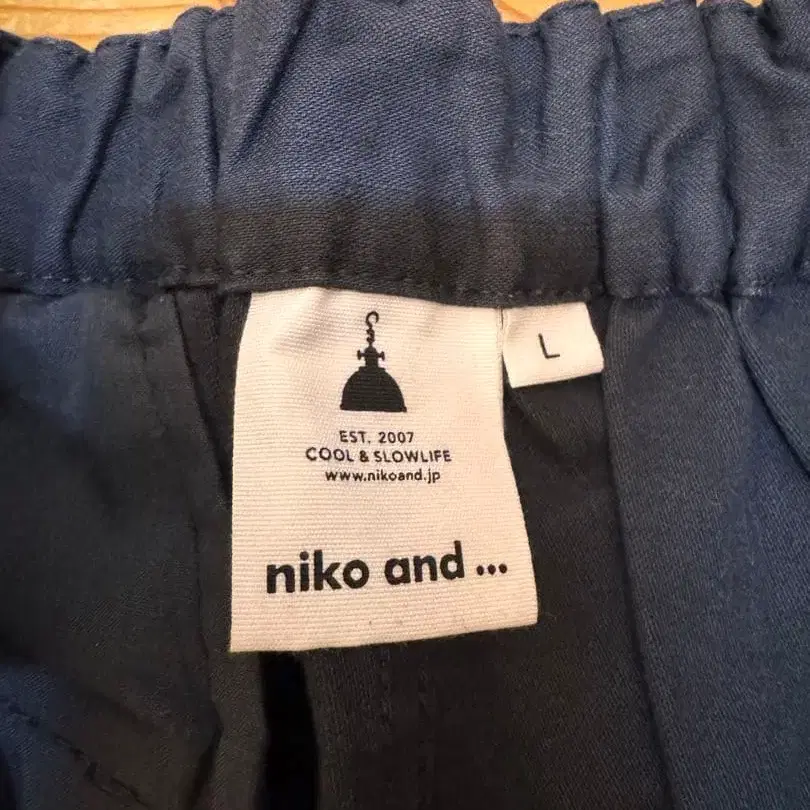 EST. 2007
COOL & SLOWLIFE
www.nikoand.jp
niko and ...
L